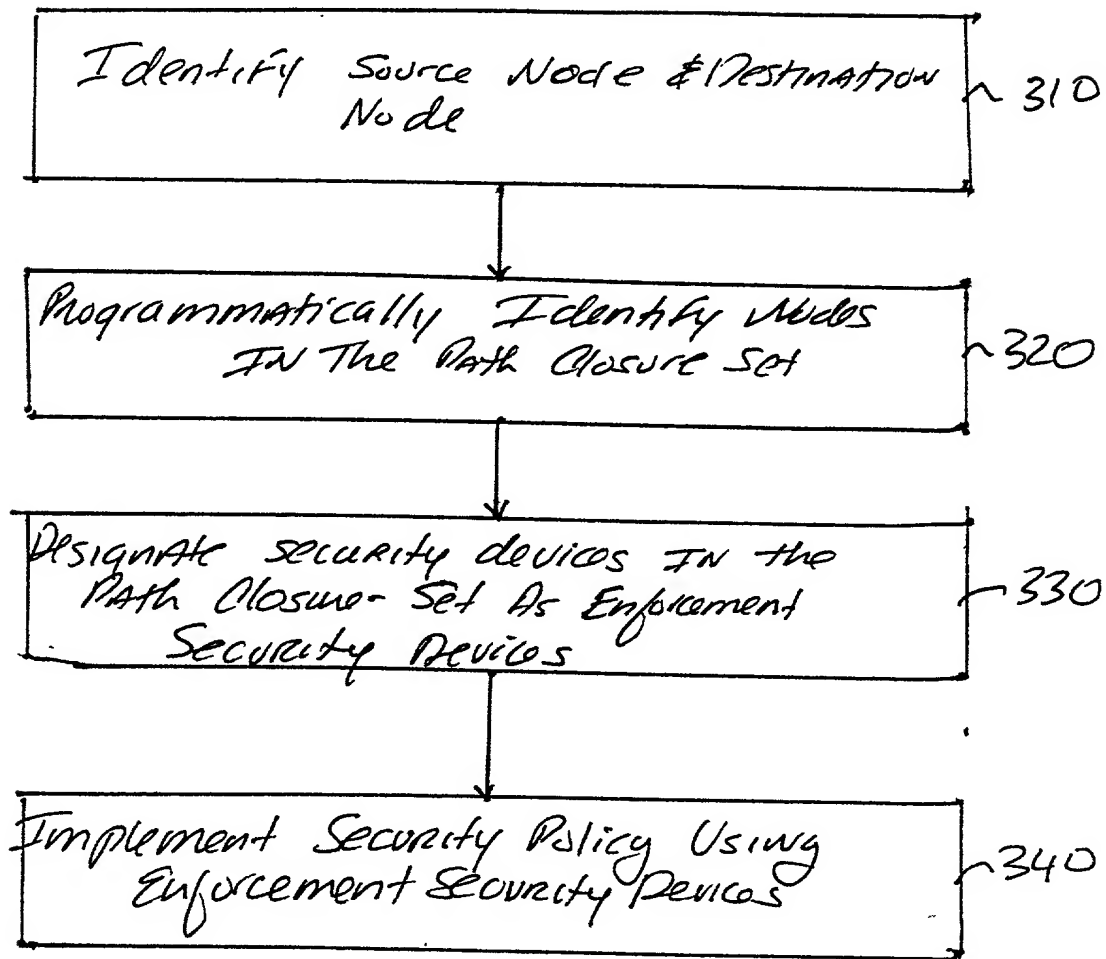 Identify Source Node & Destination
Node
310
Programmatically Identify Nodes
In The Path Closure Set
320
Designate security devices In the
Path Closure Set As Enforcement
Security Devices
330
Implement Security Policy Using
Enforcement Security Devices
340